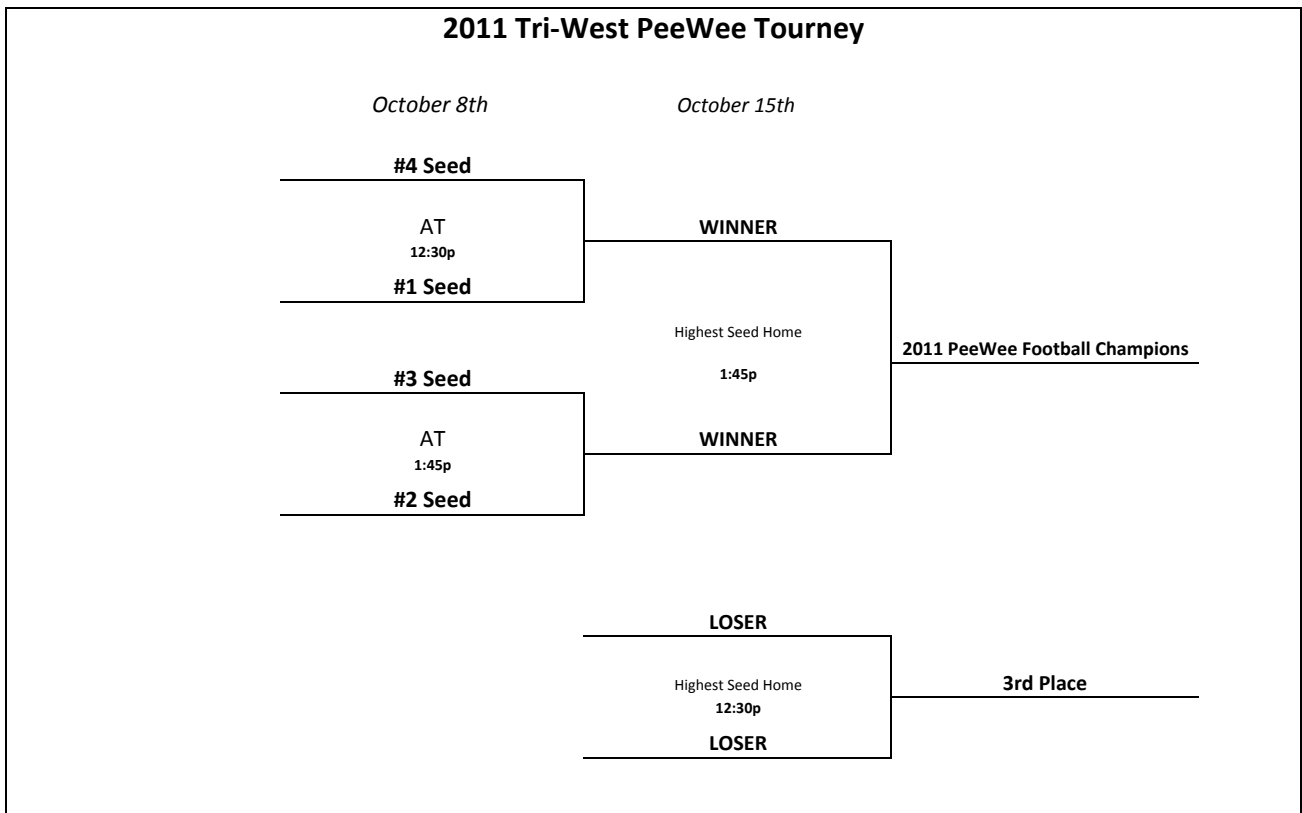 2011 Tri-West PeeWee Tourney
October 8th
October 15th
#4 Seed
AT
12:30p
#1 Seed
WINNER
Highest Seed Home
1:45p
2011 PeeWee Football Champions
#3 Seed
AT
1:45p
#2 Seed
WINNER
LOSER
Highest Seed Home
12:30p
LOSER
3rd Place